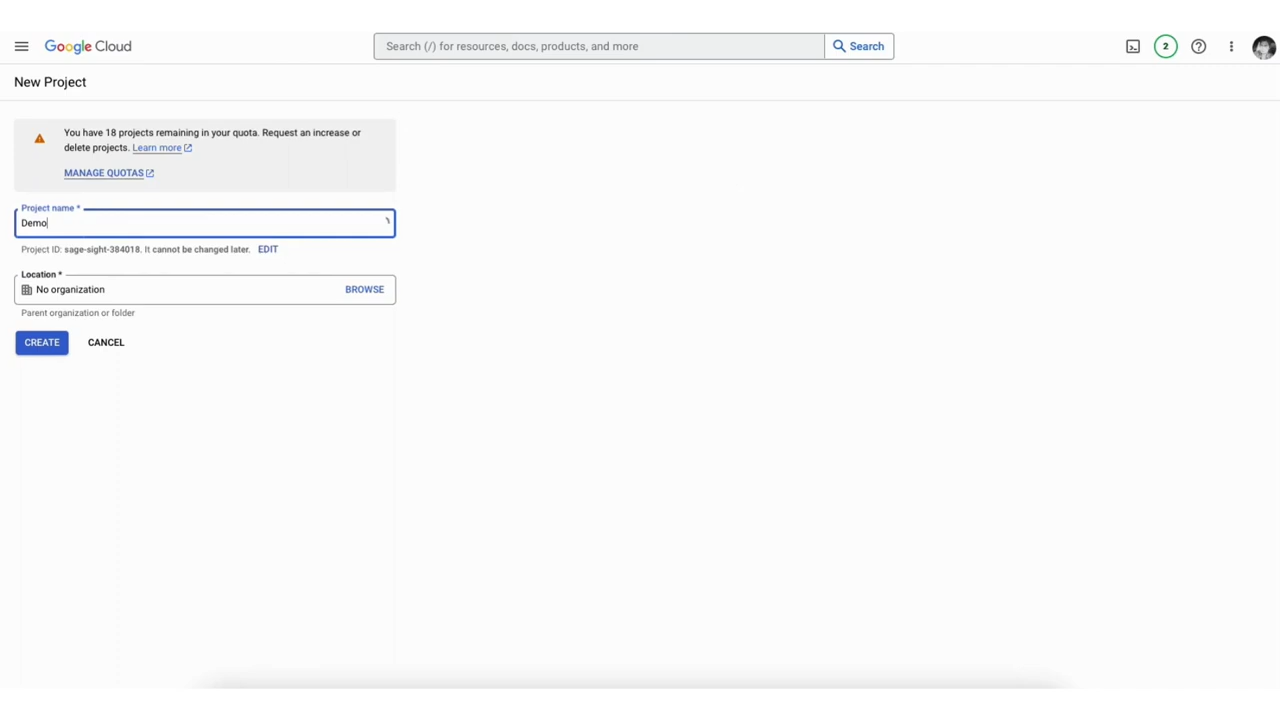 Google Cloud
Search (/) for resources, docs, products, and more
Search
2
New Project
You have 18 projects remaining in your quota. Request an increase or
delete projects. Learn more
MANAGE QUOTAS
Project name *
Demo
Project ID: sage-sight-384018. It cannot be changed later. EDIT
Location *
No organization
BROWSE
Parent organization or folder
CREATE
CANCEL